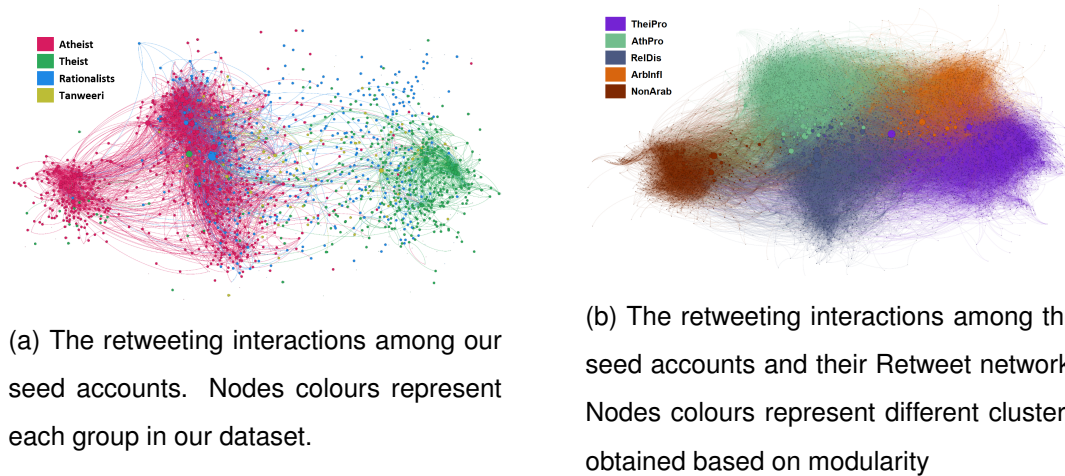 Atheist
Theist
Rationalists
Tanweeri
TheiPro
AthPro
RelDis
ArbInfl
NonArab
(a) The retweeting interactions among our
seed accounts. Nodes colours represent
each group in our dataset.
(b) The retweeting interactions among th
seed accounts and their Retweet network
Nodes colours represent different cluster
obtained based on modularity